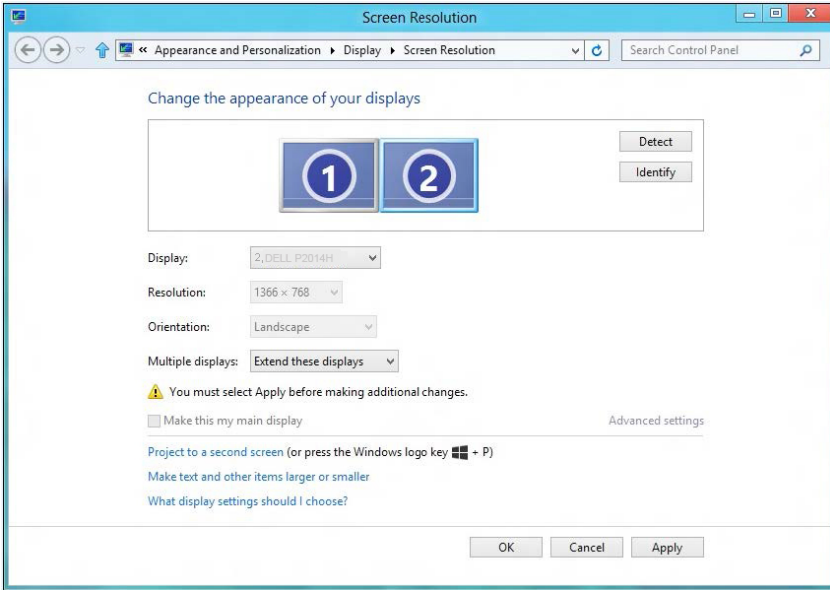 Screen Resolution
« Appearance and Personalization ▸ Display ▸ Screen Resolution
Search Control Panel
Change the appearance of your displays
1 2
Detect
Identify
Display: 2,DELL P2014H
Resolution: 1366 × 768
Orientation: Landscape
Multiple displays: Extend these displays
You must select Apply before making additional changes.
Make this my main display Advanced settings
Project to a second screen (or press the Windows logo key + P)
Make text and other items larger or smaller
What display settings should I choose?
OK Cancel Apply